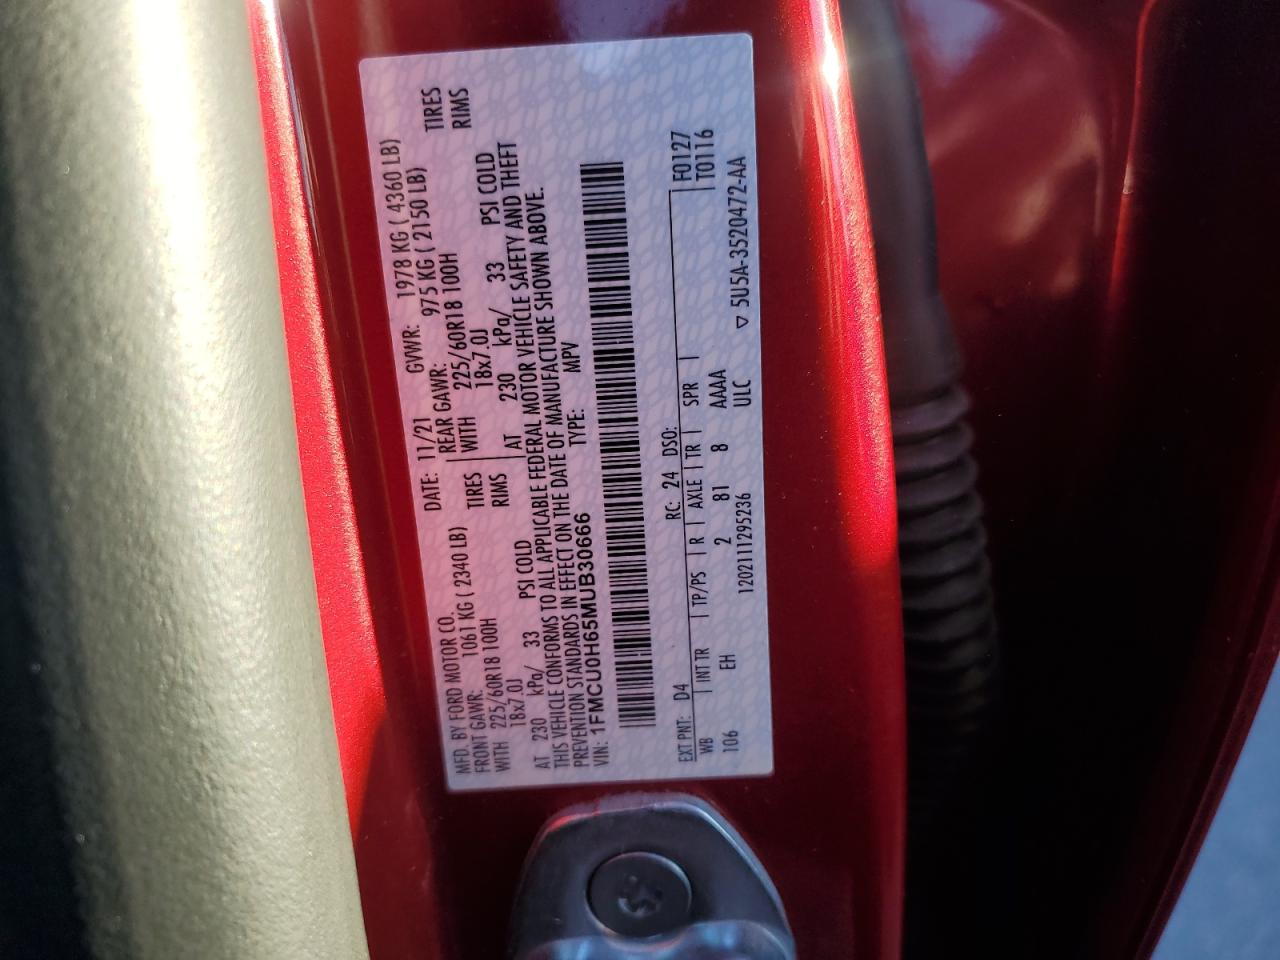 MFD. BY FORD MOTOR CO.
DATE: 11/21 GVWR: 1978 KG ( 4360 LB)
FRONT GAWR: 1061 KG ( 2340 LB) REAR GAWR: 975 KG ( 2150 LB)
WITH 225/60R18 100H TIRES WITH 225/60R18 100H TIRES
18x7.0J RIMS 18x7.0J RIMS
AT 230 kPa/ 33 PSI COLD AT 230 kPa/ 33 PSI COLD
THIS VEHICLE CONFORMS TO ALL APPLICABLE FEDERAL MOTOR VEHICLE SAFETY AND THEFT
PREVENTION STANDARDS IN EFFECT ON THE DATE OF MANUFACTURE SHOWN ABOVE.
VIN: 1FMCU0H65MUB30666 TYPE: MPV
EXT PNT: D4 RC: 24 DSO: F0127
WB INT TR TP/PS R AXLE TR SPR T0116
106 EH 2 81 8 AAAA
1202111295236 ULC 5U5A-3520472-AA